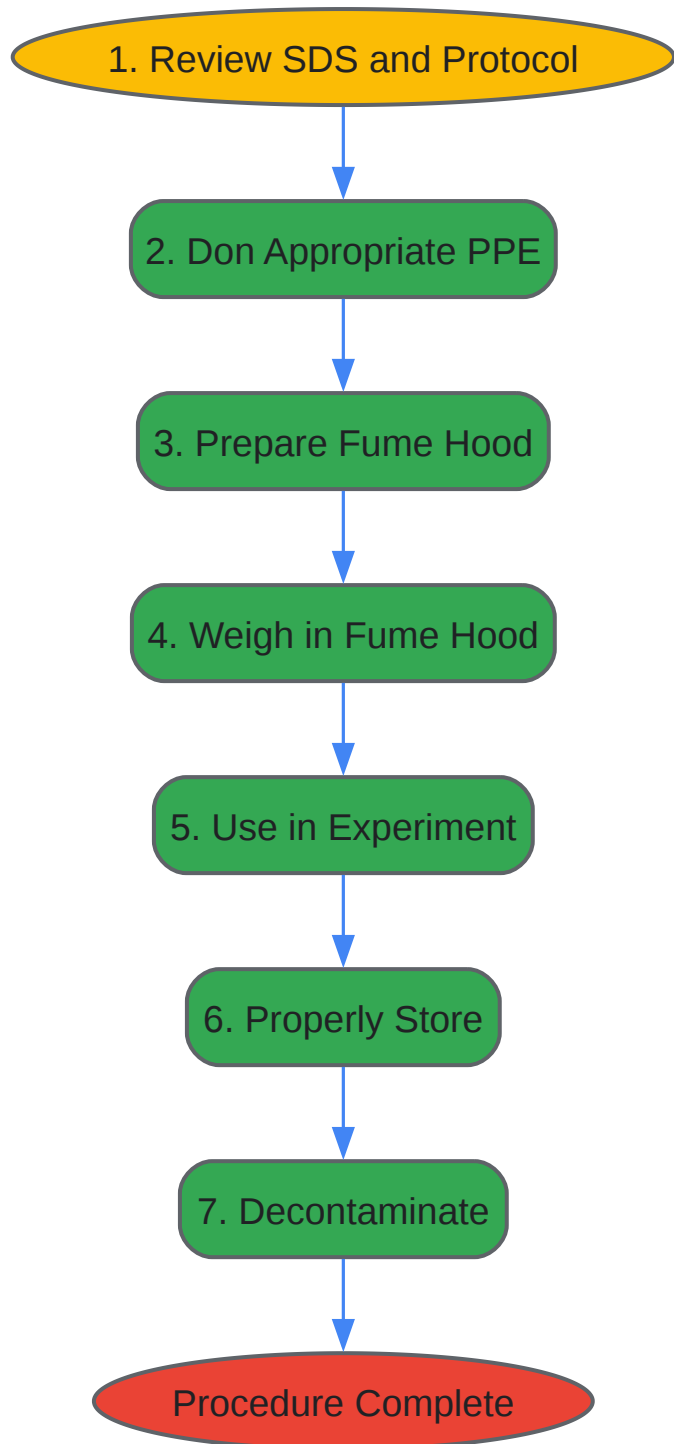 1. Review SDS and Protocol
2. Don Appropriate PPE
3. Prepare Fume Hood
4. Weigh in Fume Hood
5. Use in Experiment
6. Properly Store
7. Decontaminate
Procedure Complete